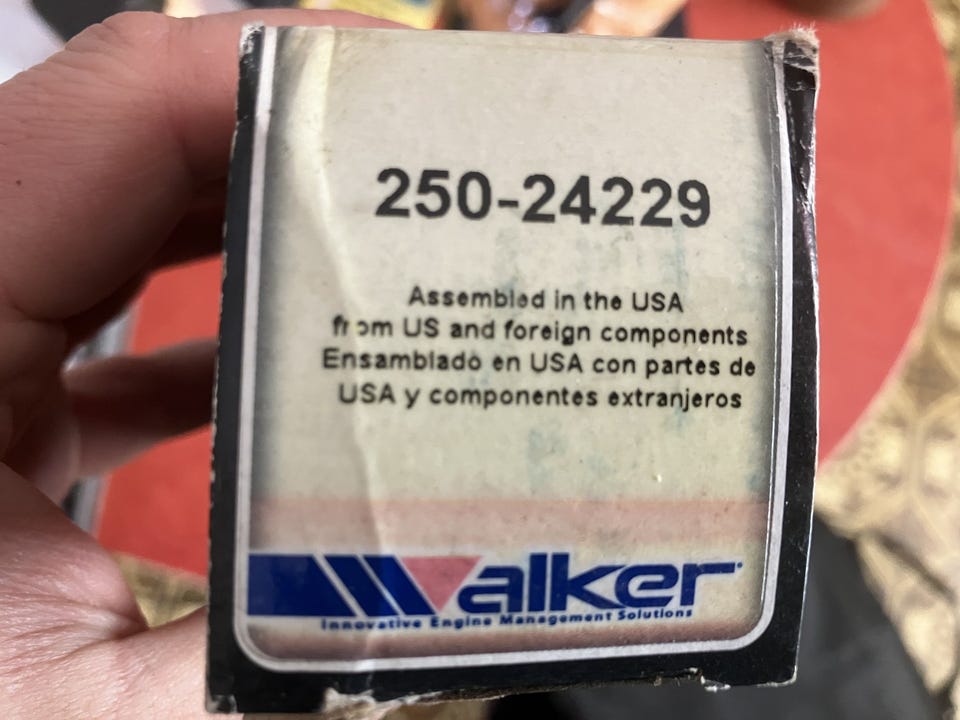 250-24229
Assembled in the USA
from US and foreign components
Ensamblado en USA con partes de
USA y componentes extranjeros
Walker
Innovative Engine Management Solutions